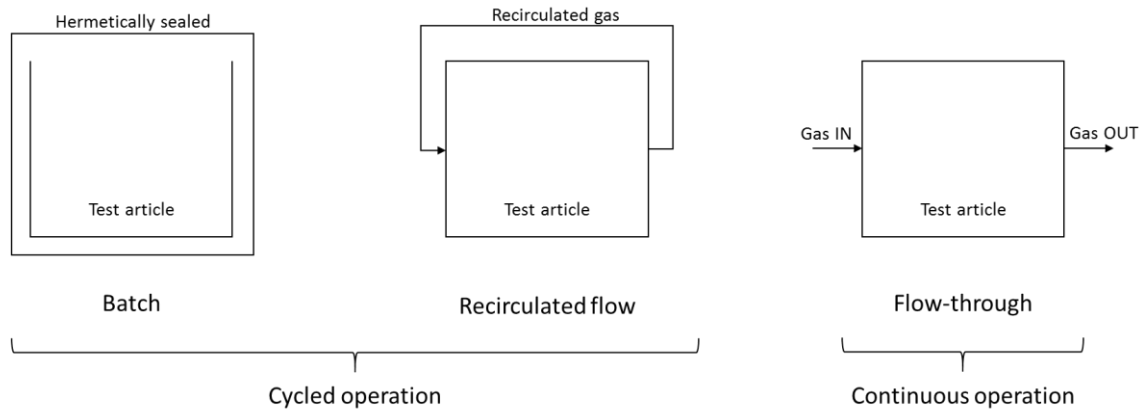 Hermetically sealed
Recirculated gas
Gas IN
Gas OUT
Test article
Test article
Test article
Batch
Recirculated flow
Flow-through
Cycled operation
Continuous operation